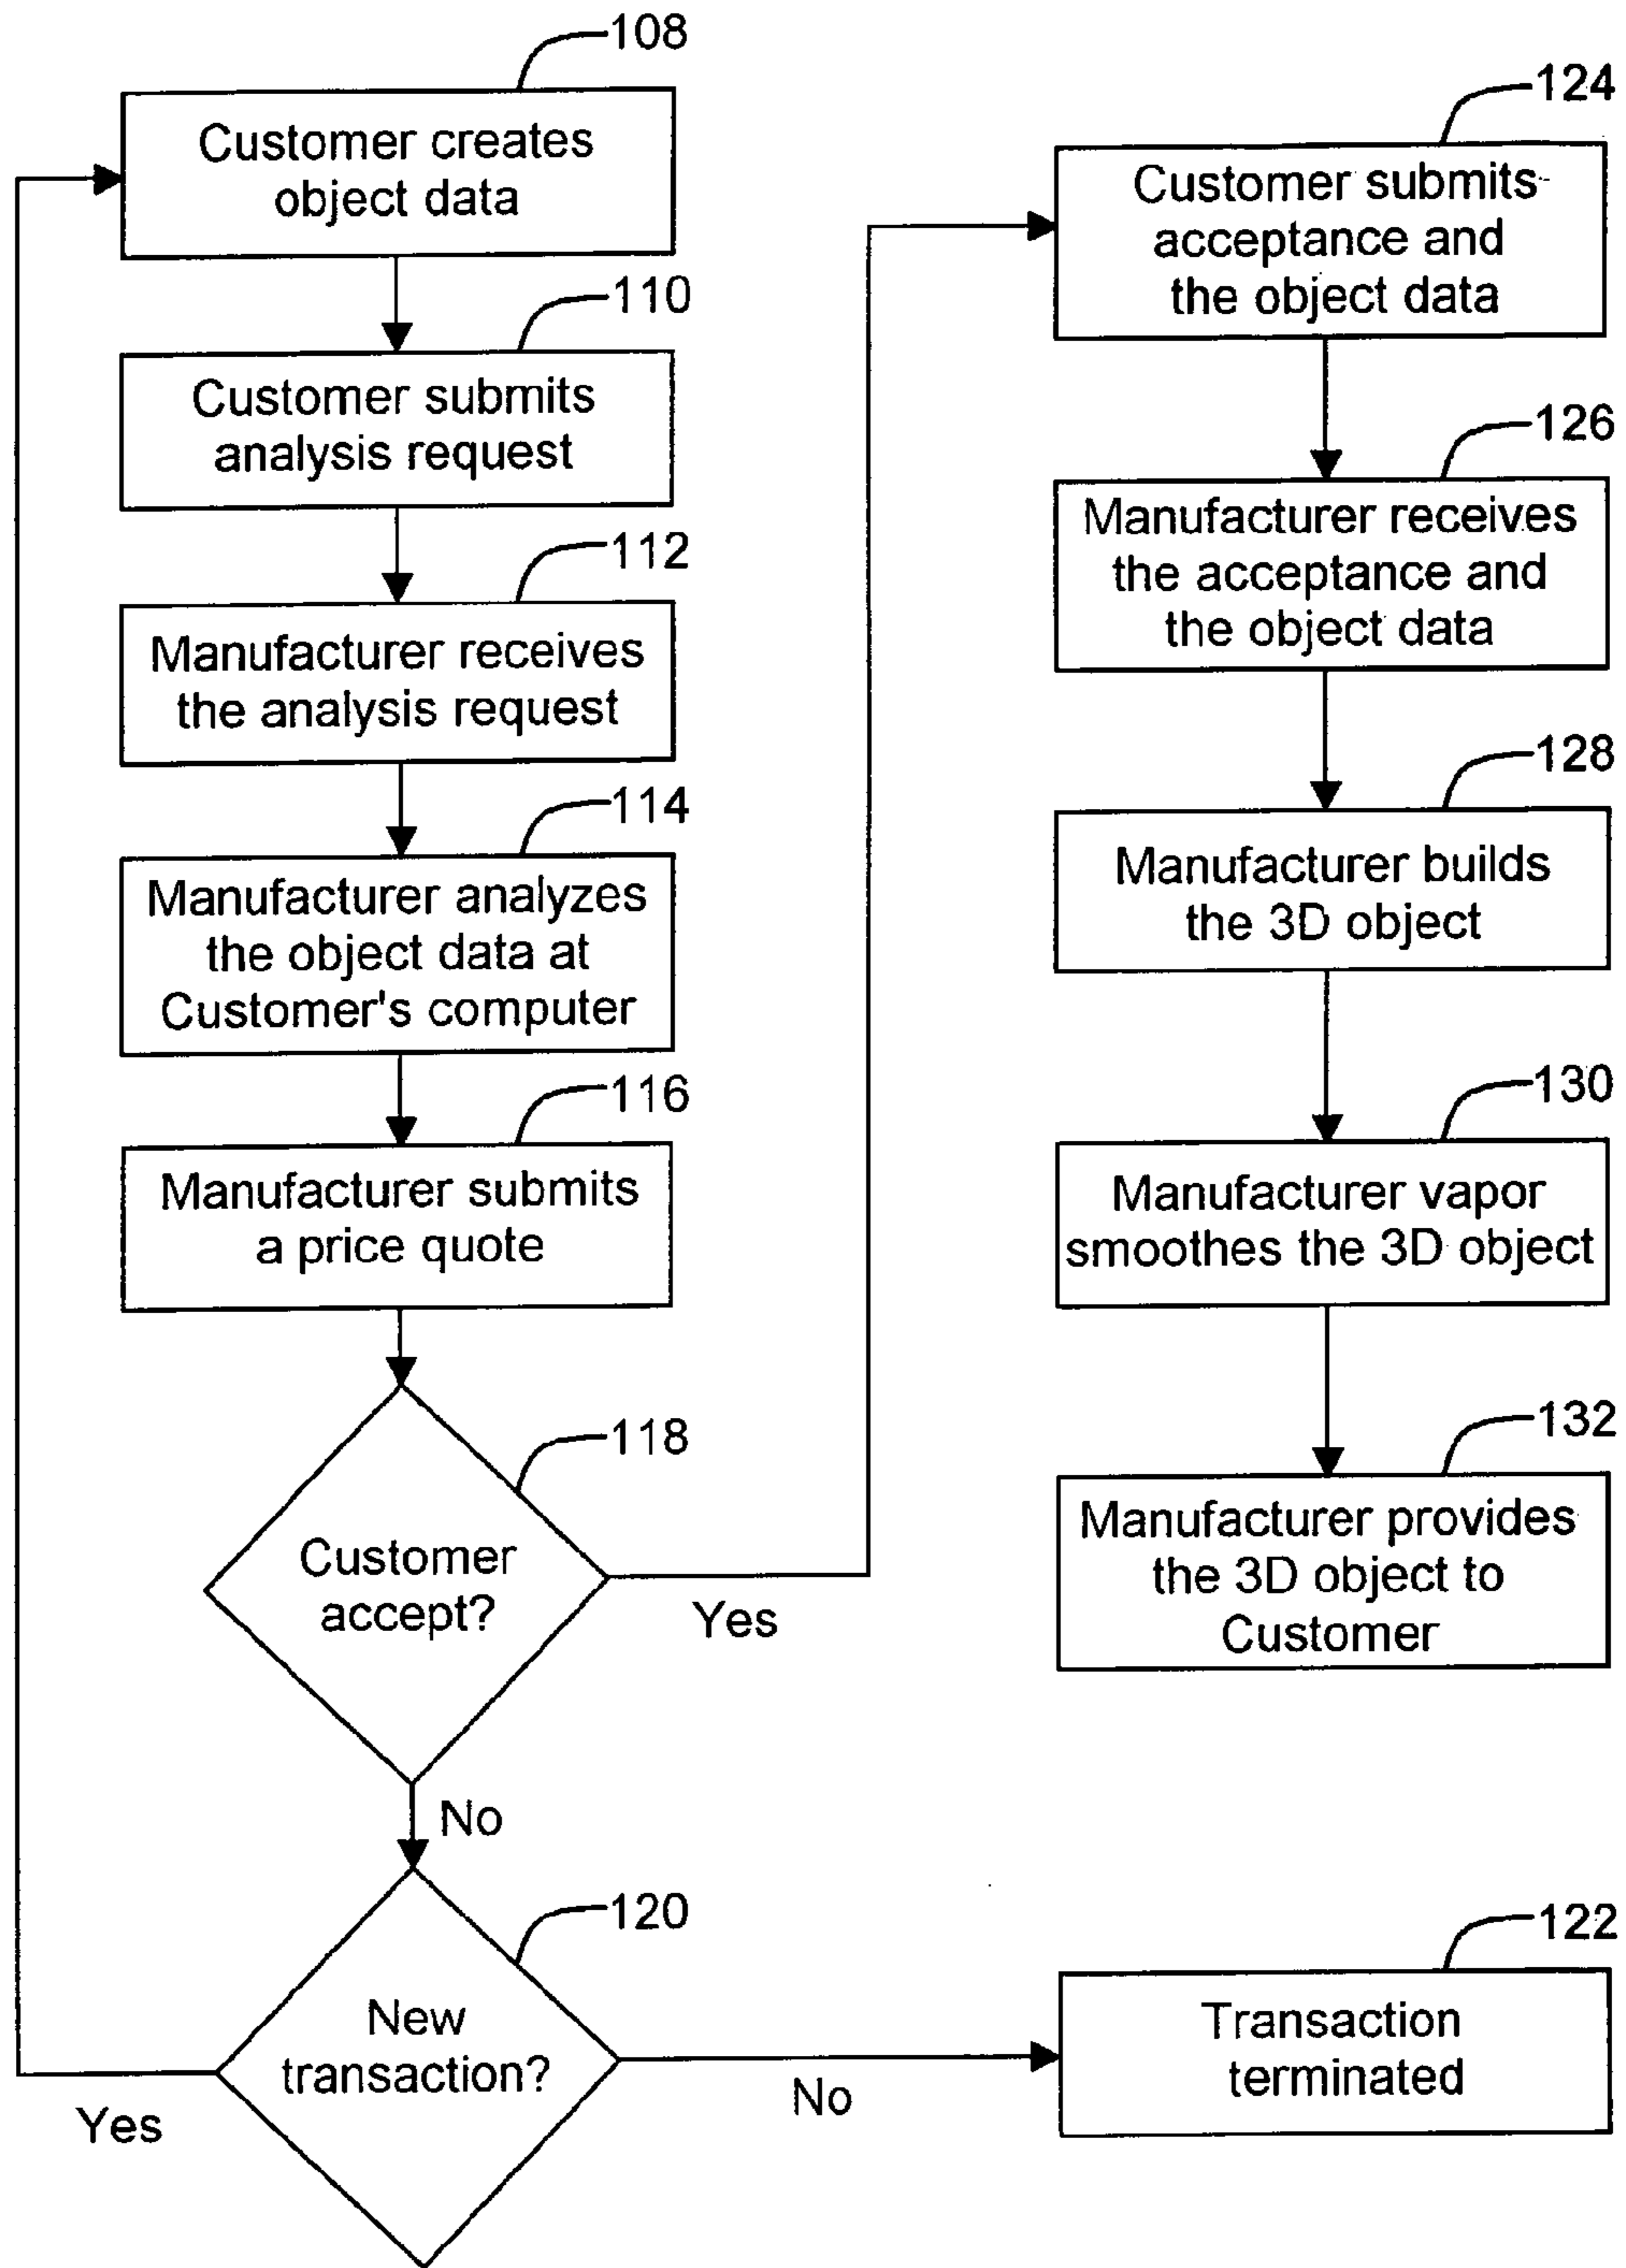 108
Customer creates
object data
110
Customer submits
analysis request
112
Manufacturer receives
the analysis request
114
Manufacturer analyzes
the object data at
Customer's computer
116
Manufacturer submits
a price quote
118
Customer
accept?
Yes
No
120
New
transaction?
Yes
No
122
Transaction
terminated
124
Customer submits
acceptance and
the object data
126
Manufacturer receives
the acceptance and
the object data
128
Manufacturer builds
the 3D object
130
Manufacturer vapor
smoothes the 3D object
132
Manufacturer provides
the 3D object to
Customer